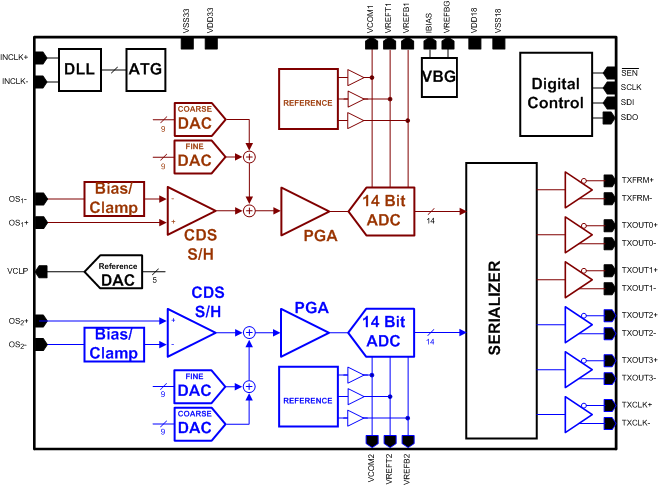 VSS33
VDD33
VCOM1
VREFT1
VREFB1
IBIAS
VREFBG
VDD18
VSS18
INCLK+
INCLK-
DLL
ATG
REFERENCE
VBG
Digital
Control
SEN
SCLK
SDI
SDO
COARSE
DAC
9
FINE
DAC
9
OS1-
OS1+
Bias/
Clamp
-
+
CDS
S/H
PGA
14 Bit
ADC
14
SERIALIZER
TXFRM+
TXFRM-
TXOUT0+
TXOUT0-
TXOUT1+
TXOUT1-
VCLP
Reference
DAC
5
OS2+
OS2-
Bias/
Clamp
+
-
CDS
S/H
PGA
14 Bit
ADC
14
TXOUT2+
TXOUT2-
TXOUT3+
TXOUT3-
TXCLK+
TXCLK-
FINE
DAC
9
COARSE
DAC
9
REFERENCE
VCOM2
VREFT2
VREFB2